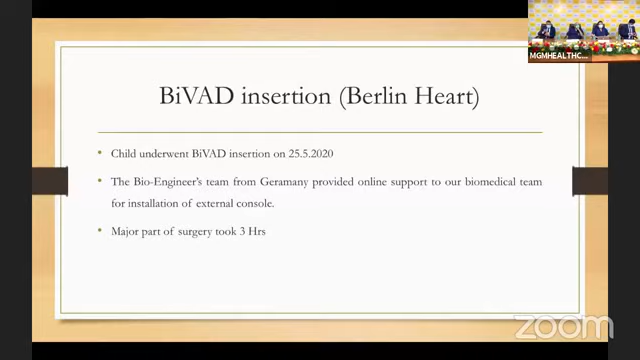 MGMHEALTHC...
BiVAD insertion (Berlin Heart)
• Child underwent BiVAD insertion on 25.5.2020
• The Bio-Engineer's team from Geramany provided online support to our biomedical team
for installation of external console.
• Major part of surgery took 3 Hrs
zoom